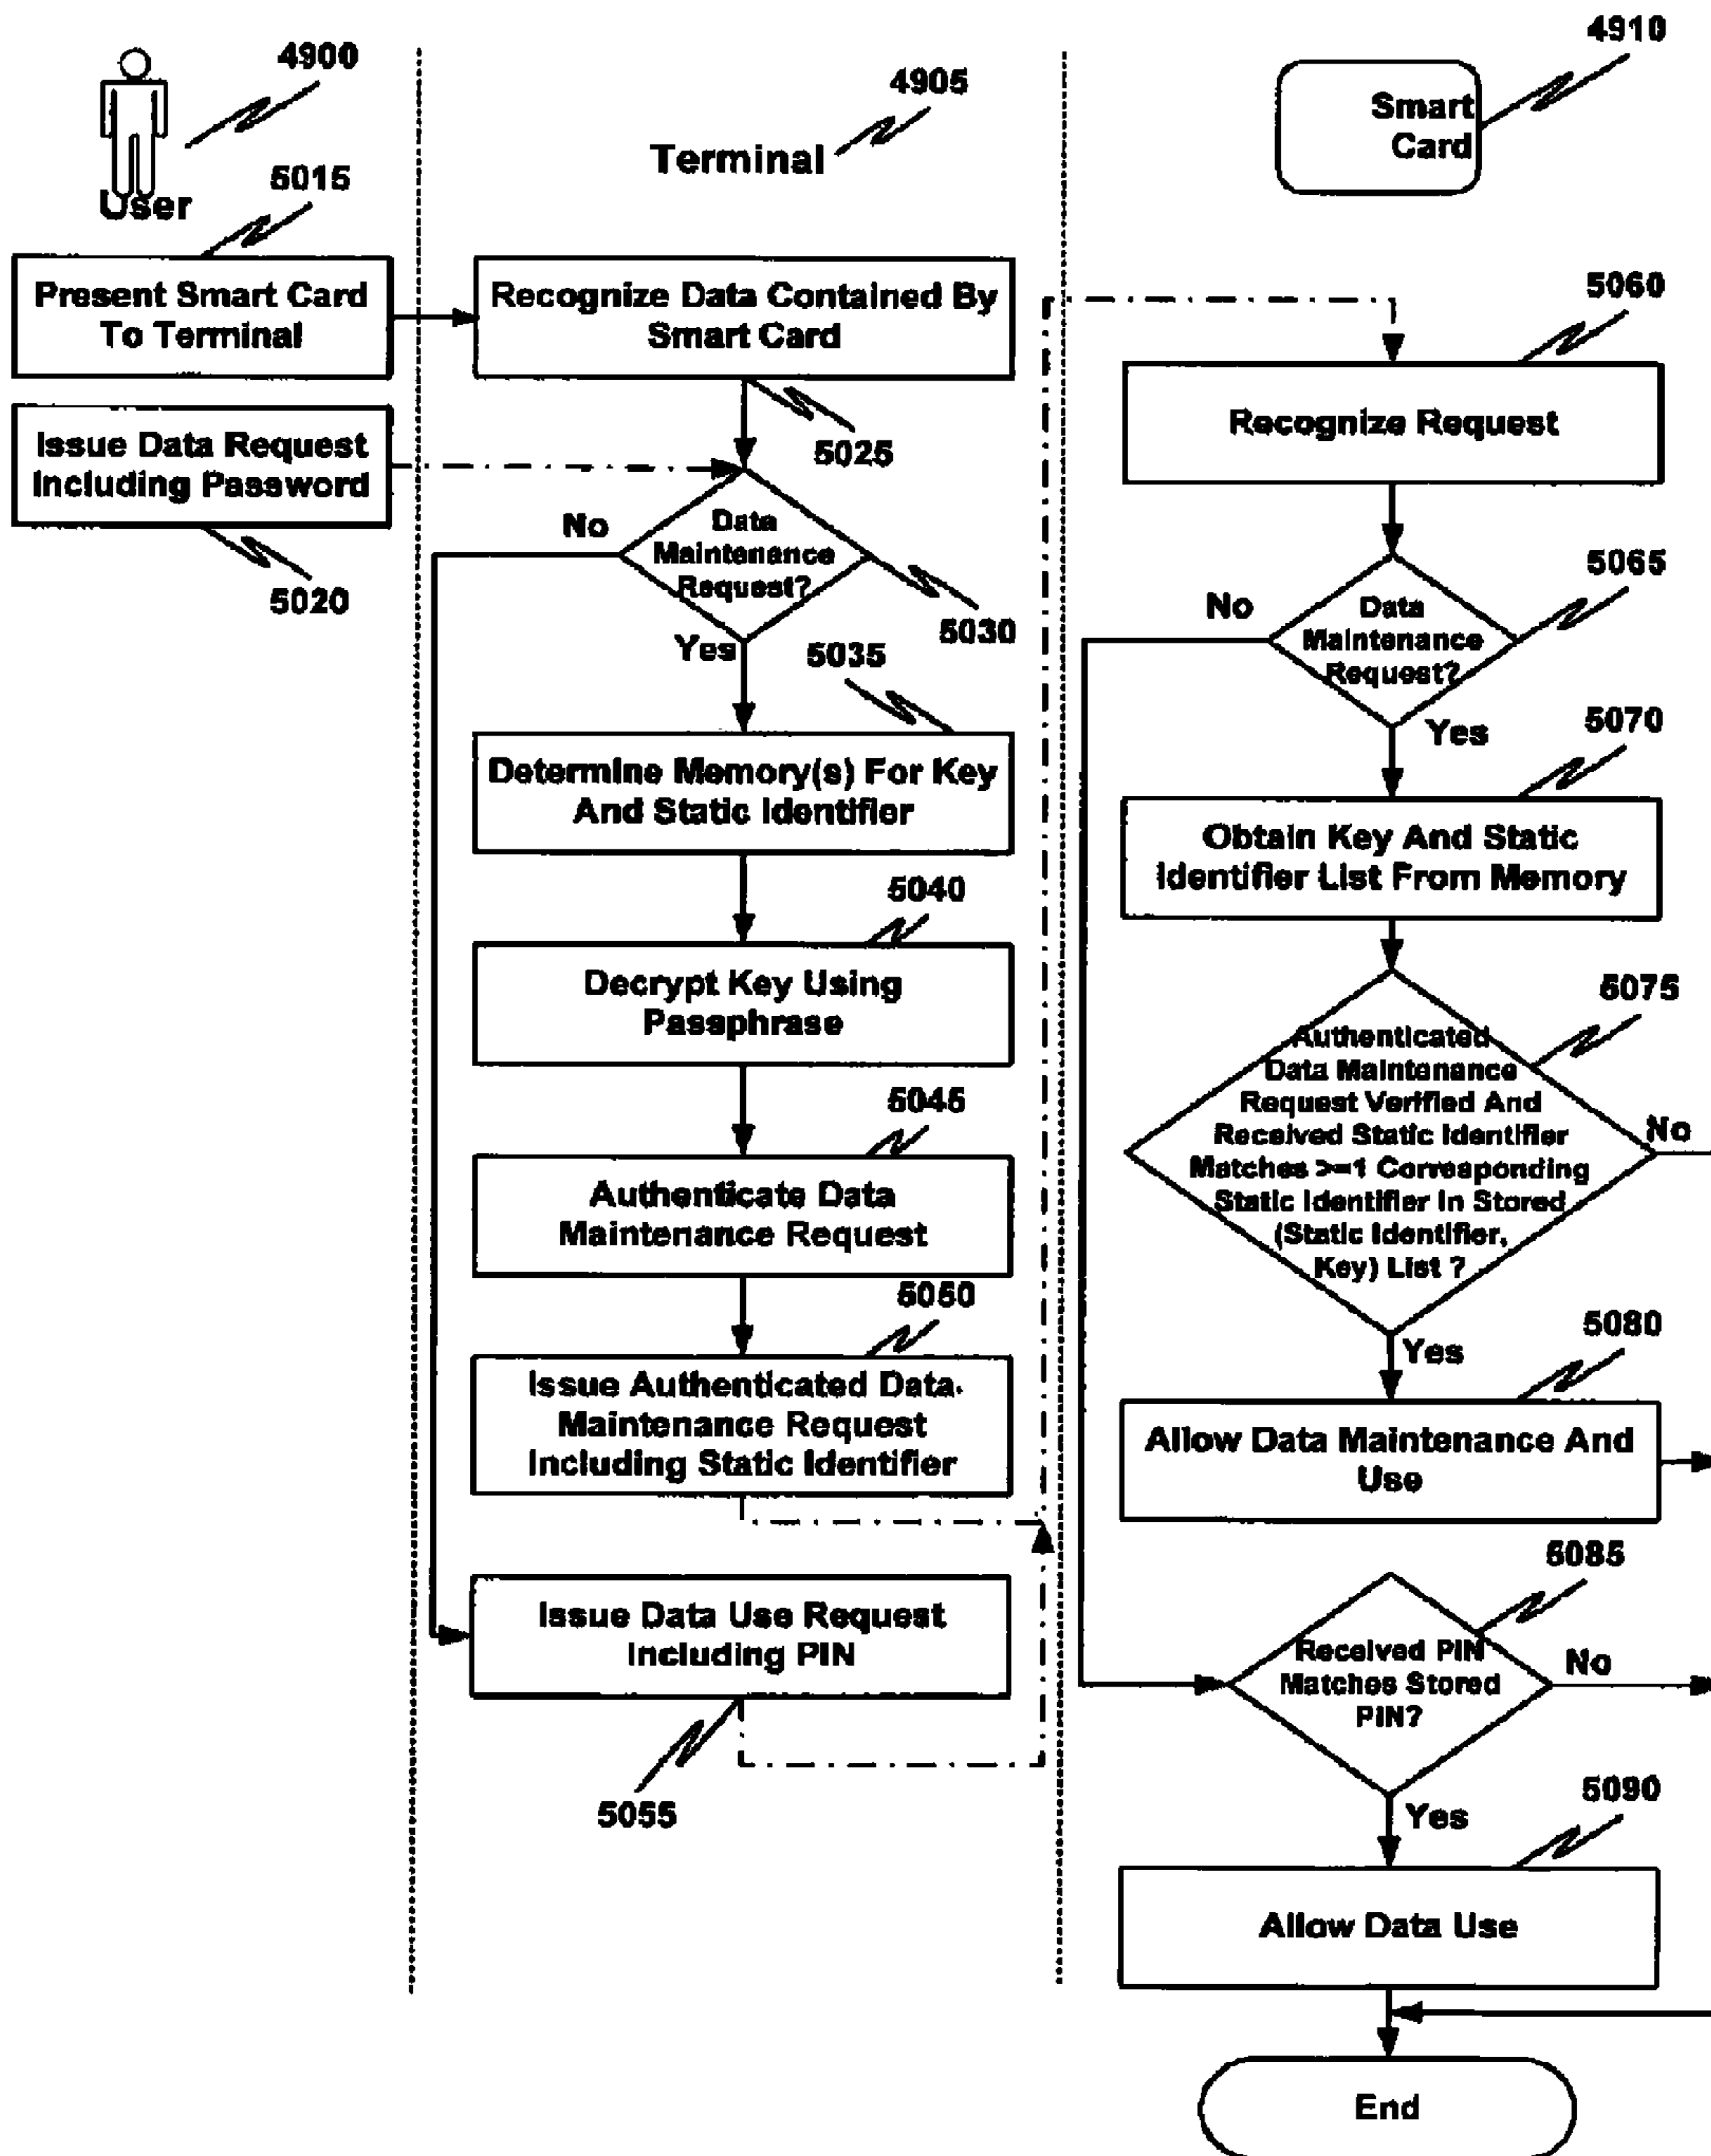 4900
User
5015
Present Smart Card
To Terminal
Issue Data Request
Including Password
5020
4905
Terminal
Recognize Data Contained By
Smart Card
5025
Data
Maintenance
Request?
No
Yes
5030
5035
Determine Memory(s) For Key
And Static Identifier
5040
Decrypt Key Using
Passphrase
5045
Authenticate Data
Maintenance Request
5050
Issue Authenticated Data
Maintenance Request
Including Static Identifier
Issue Data Use Request
Including PIN
5055
4910
Smart
Card
5060
Recognize Request
5065
No
Data
Maintenance
Request?
Yes
5070
Obtain Key And Static
Identifier List From Memory
5075
Authenticated
Data Maintenance
Request Verified And
Received Static Identifier
Matches >=1 Corresponding
Static Identifier In Stored
(Static Identifier,
Key) List ?
No
Yes
5080
Allow Data Maintenance And
Use
5085
Received PIN
Matches Stored
PIN?
No
Yes
5090
Allow Data Use
End